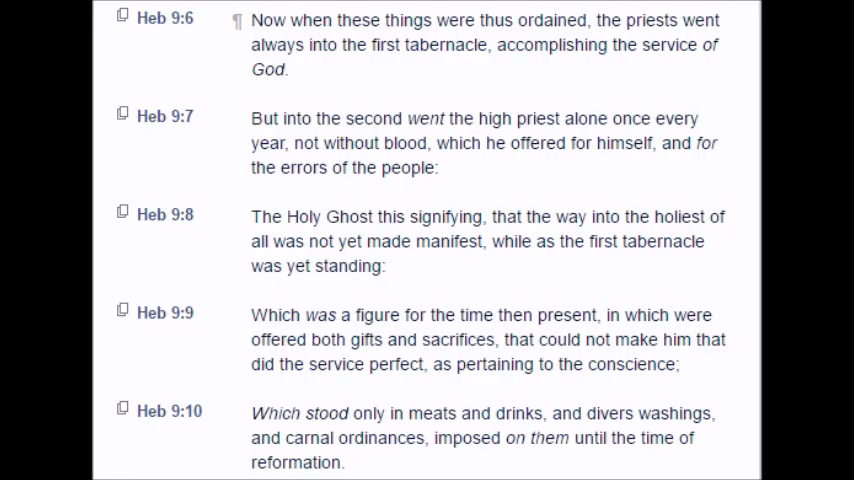 Heb 9:6 ¶ Now when these things were thus ordained, the priests went
always into the first tabernacle, accomplishing the service of
God.
Heb 9:7 But into the second went the high priest alone once every
year, not without blood, which he offered for himself, and for
the errors of the people:
Heb 9:8 The Holy Ghost this signifying, that the way into the holiest of
all was not yet made manifest, while as the first tabernacle
was yet standing:
Heb 9:9 Which was a figure for the time then present, in which were
offered both gifts and sacrifices, that could not make him that
did the service perfect, as pertaining to the conscience;
Heb 9:10 Which stood only in meats and drinks, and divers washings,
and carnal ordinances, imposed on them until the time of
reformation.